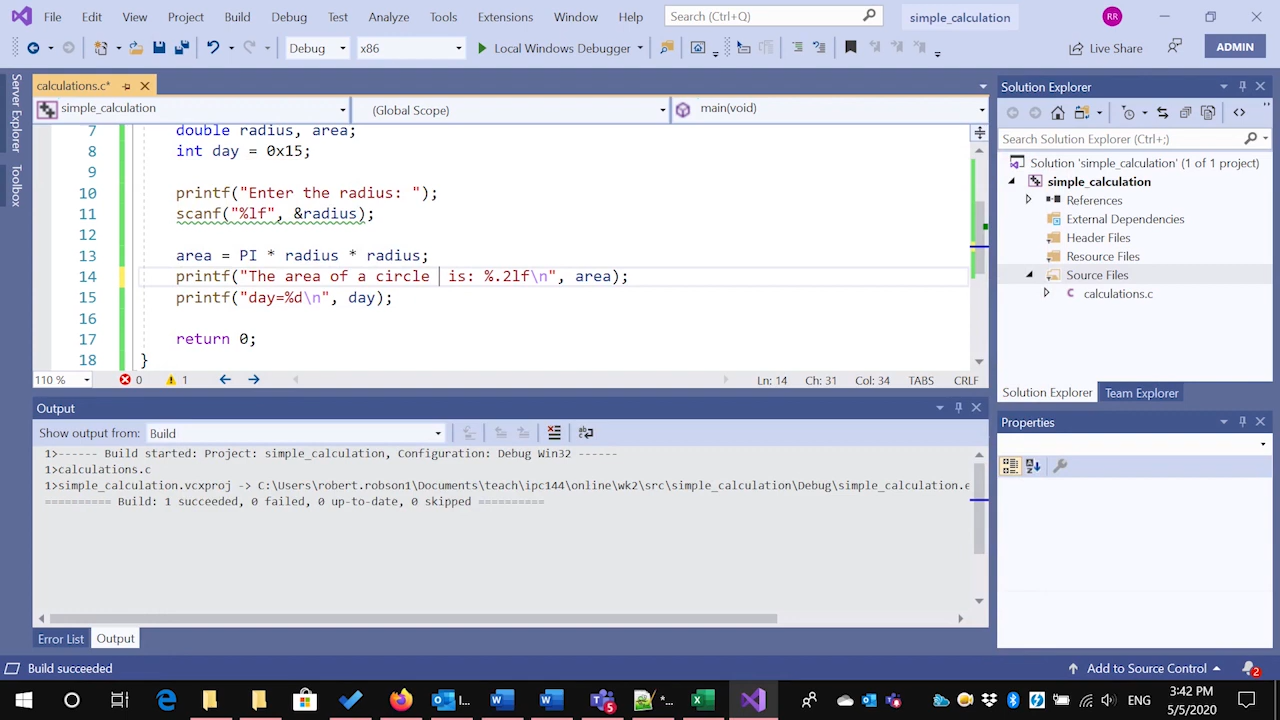 File Edit View Project Build Debug Test Analyze Tools Extensions Window Help Search (Ctrl+Q) simple_calculation RR
Debug x86 Local Windows Debugger Live Share ADMIN
Server Explorer
Toolbox
calculations.c*
simple_calculation (Global Scope) main(void)
7 double radius, area;
8 int day = 0x15;
9
10 printf("Enter the radius: ");
11 scanf("%lf", &radius);
12
13 area = PI * radius * radius;
14 printf("The area of a circle  is: %.2lf\n", area);
15 printf("day=%d\n", day);
16
17 return 0;
18 }
110 % 0 1 Ln: 14 Ch: 31 Col: 34 TABS CRLF
Output
Show output from: Build
1>------ Build started: Project: simple_calculation, Configuration: Debug Win32 ------
1>calculations.c
1>simple_calculation.vcxproj -> C:\Users\robert.robson1\Documents\teach\ipc144\online\wk2\src\simple_calculation\Debug\simple_calculation.e
========== Build: 1 succeeded, 0 failed, 0 up-to-date, 0 skipped ==========
Error List Output
Solution Explorer
Search Solution Explorer (Ctrl+;)
Solution 'simple_calculation' (1 of 1 project)
simple_calculation
References
External Dependencies
Header Files
Resource Files
Source Files
calculations.c
Solution Explorer Team Explorer
Properties
Build succeeded Add to Source Control 2
5 ENG 3:42 PM
5/5/2020